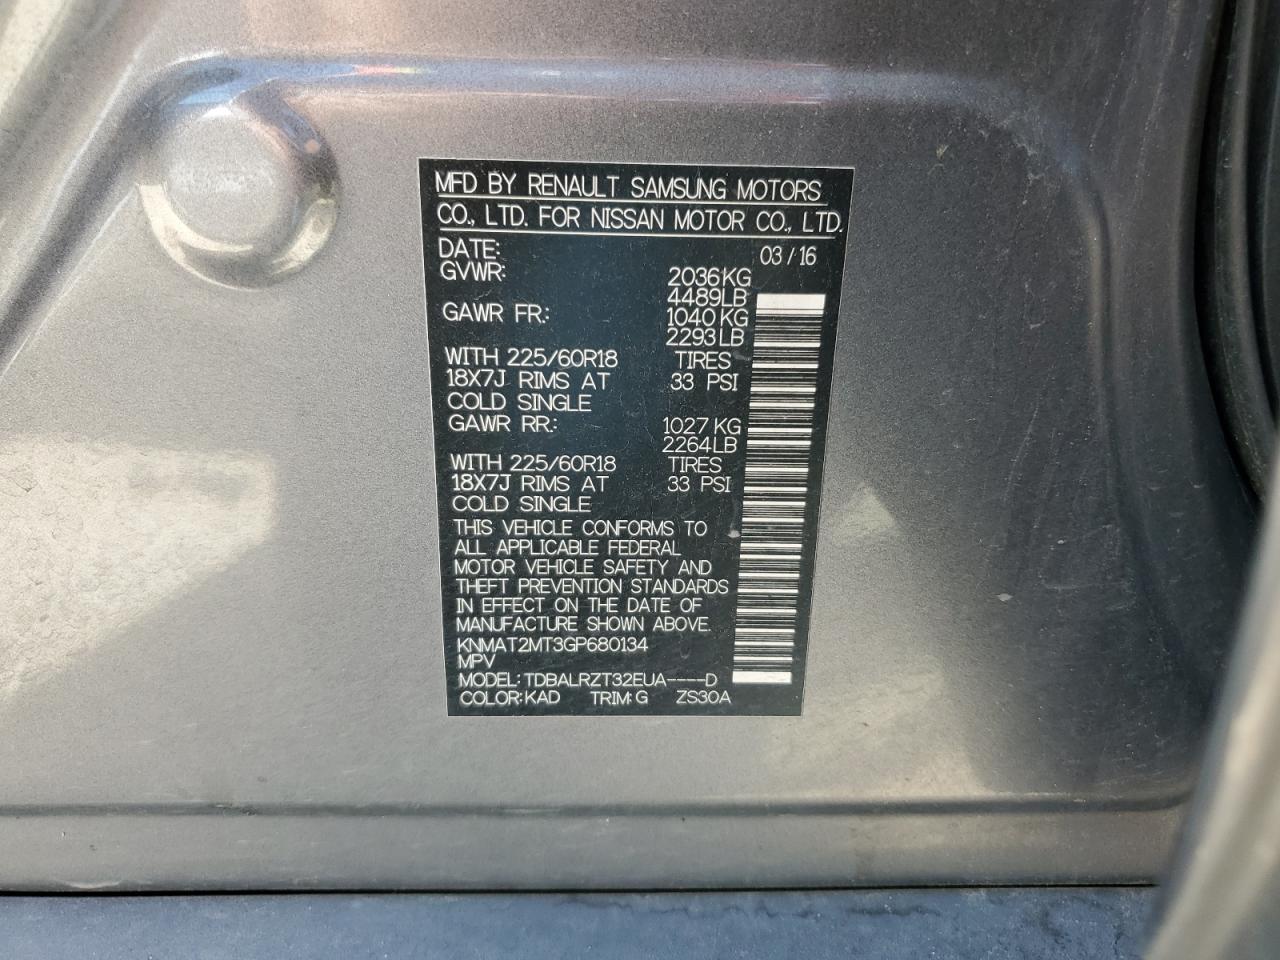 MFD BY RENAULT SAMSUNG MOTORS
CO., LTD. FOR NISSAN MOTOR CO., LTD.
DATE: 03 / 16
GVWR: 2036KG
4489LB
GAWR FR.: 1040KG
2293LB
WITH 225/60R18 TIRES
18X7J RIMS AT 33 PSI
COLD SINGLE
GAWR RR.: 1027KG
2264LB
WITH 225/60R18 TIRES
18X7J RIMS AT 33 PSI
COLD SINGLE
THIS VEHICLE CONFORMS TO
ALL APPLICABLE FEDERAL
MOTOR VEHICLE SAFETY AND
THEFT PREVENTION STANDARDS
IN EFFECT ON THE DATE OF
MANUFACTURE SHOWN ABOVE.
KNMAT2MT3GP680134
MPV
MODEL: TDBALRZT32EUA----D
COLOR: KAD TRIM: G ZS30A